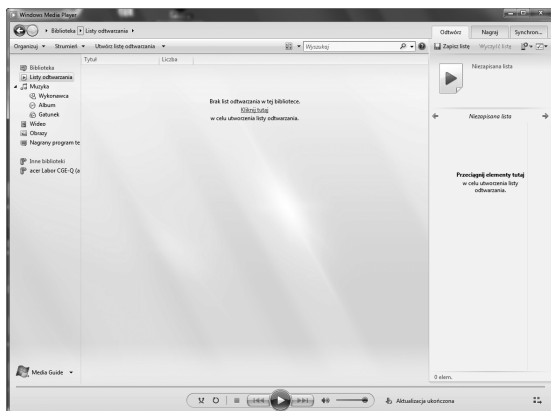 Windows Media Player
Biblioteka Listy odtwarzania
Odtwórz Nagraj Synchron...
Organizuj Strumień Utwórz listę odtwarzania Wyszukaj
Zapisz listę Wyczyść listę
Tytuł Liczba
Biblioteka
Listy odtwarzania
Muzyka
Wykonawca
Album
Gatunek
Wideo
Obrazy
Nagrany program te
Inne biblioteki
acer Labor CGE-Q (a
Brak list odtwarzania w tej bibliotece.
Kliknij tutaj
w celu utworzenia listy odtwarzania.
Niezapisana lista
Niezapisana lista
Przeciągnij elementy tutaj
w celu utworzenia listy
odtwarzania.
Media Guide
0 elem.
Aktualizacja ukończona